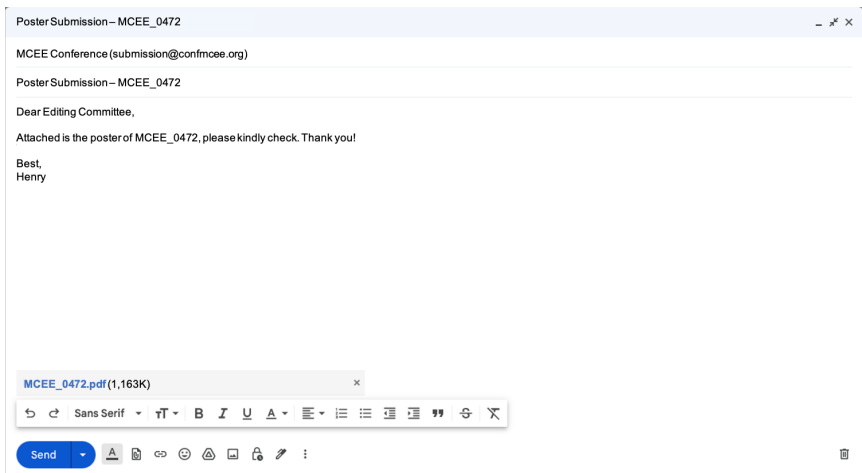 Poster Submission – MCEE_0472
MCEE Conference (submission@confmcee.org)
Poster Submission – MCEE_0472
Dear Editing Committee,
Attached is the poster of MCEE_0472, please kindly check. Thank you!
Best,
Henry
MCEE_0472.pdf (1,163K)
Sans Serif
Send